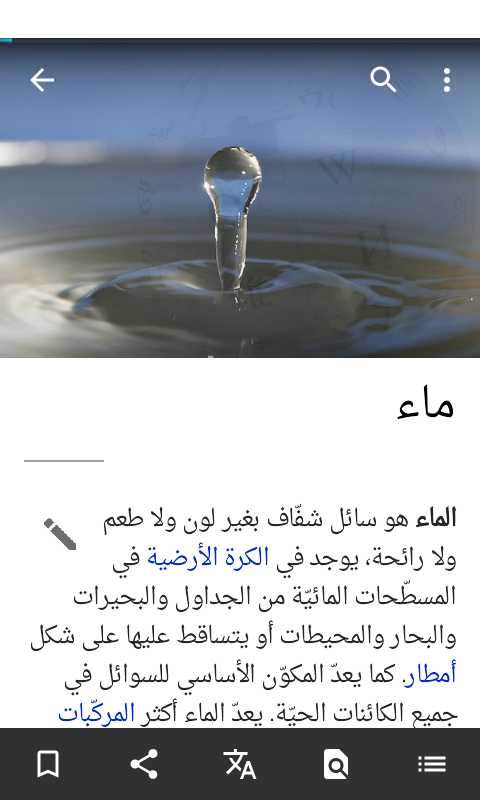 ماء
الماء هو سائل شفّاف بغير لون ولا طعم
ولا رائحة، يوجد في الكرة الأرضية في
المسطّحات المائيّة من الجداول والبحيرات
والبحار والمحيطات أو يتساقط عليها على شكل
أمطار. كما يعدّ المكوّن الأساسي للسوائل في
جميع الكائنات الحيّة. يعدّ الماء أكثر المركّبات